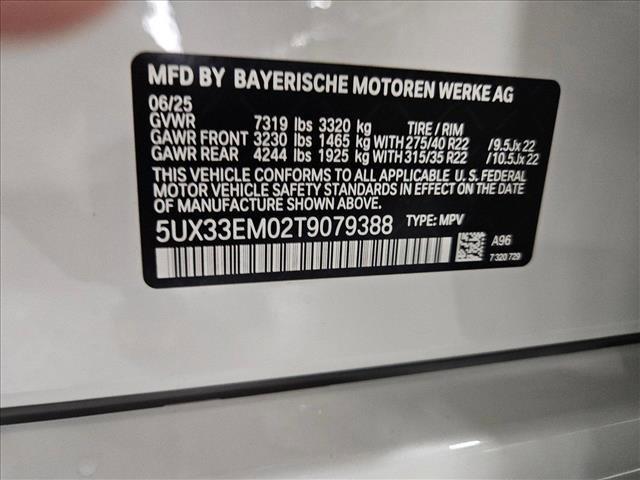 MFD BY BAYERISCHE MOTOREN WERKE AG
06/25
GVWR 7319 lbs 3320 kg TIRE / RIM
GAWR FRONT 3230 lbs 1465 kg WITH 275/40 R22 /9.5Jx22
GAWR REAR 4244 lbs 1925 kg WITH 315/35 R22 /10.5Jx22
THIS VEHICLE CONFORMS TO ALL APPLICABLE U.S. FEDERAL
MOTOR VEHICLE SAFETY STANDARDS IN EFFECT ON THE DATE
OF MANUFACTURE SHOWN ABOVE.
5UX33EM02T9079388 TYPE: MPV
A96
7 320 729